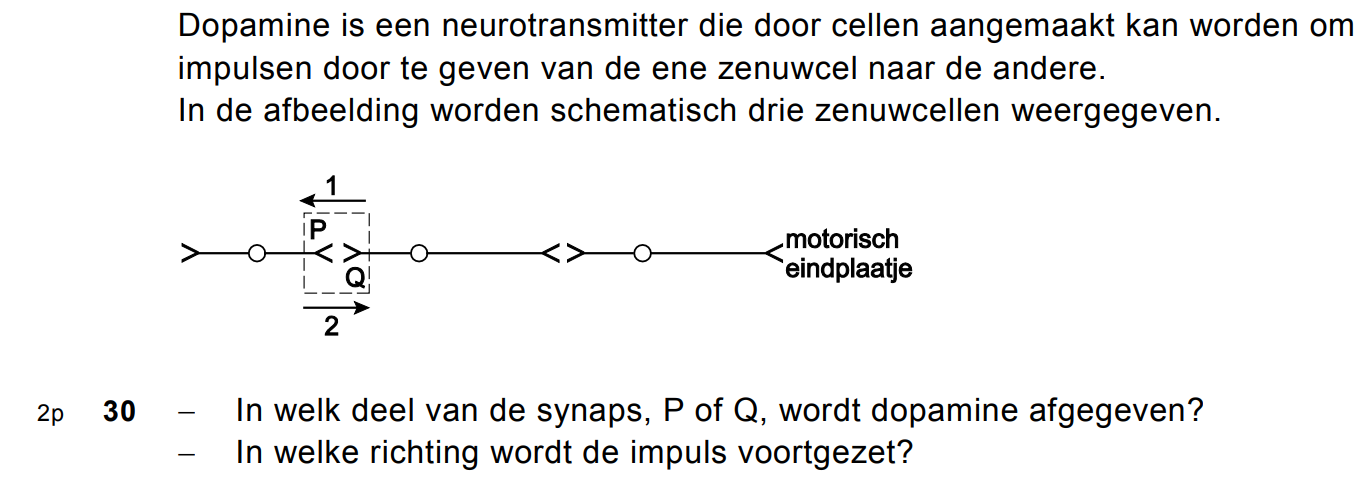 Dopamine is een neurotransmitter die door cellen aangemaakt kan worden om
impulsen door te geven van de ene zenuwcel naar de andere.
In de afbeelding worden schematisch drie zenuwcellen weergegeven.
1
P
Q
2
motorisch
eindplaatje
2p 30 – In welk deel van de synaps, P of Q, wordt dopamine afgegeven?
– In welke richting wordt de impuls voortgezet?